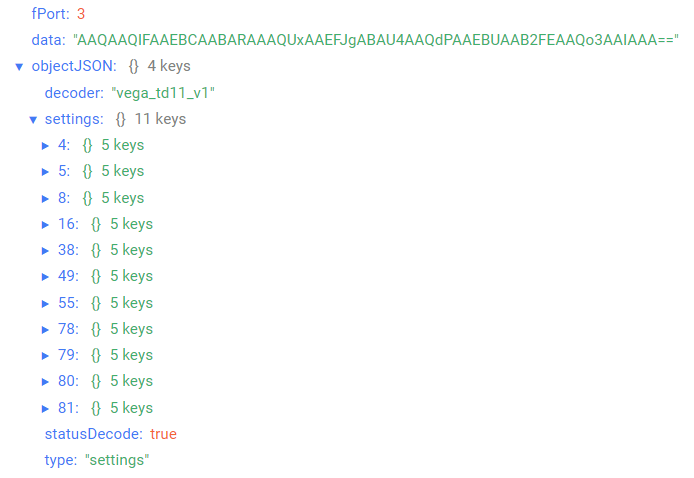 fPort: 3
data: "AAQAAQIFAAEBCAABARAAAQUxAAEFJgABAU4AAQdPAAEBUAAB2FEAAQo3AAIAAA=="
▼ objectJSON: {} 4 keys
decoder: "vega_td11_v1"
▼ settings: {} 11 keys
▶ 4: {} 5 keys
▶ 5: {} 5 keys
▶ 8: {} 5 keys
▶ 16: {} 5 keys
▶ 38: {} 5 keys
▶ 49: {} 5 keys
▶ 55: {} 5 keys
▶ 78: {} 5 keys
▶ 79: {} 5 keys
▶ 80: {} 5 keys
▶ 81: {} 5 keys
statusDecode: true
type: "settings"